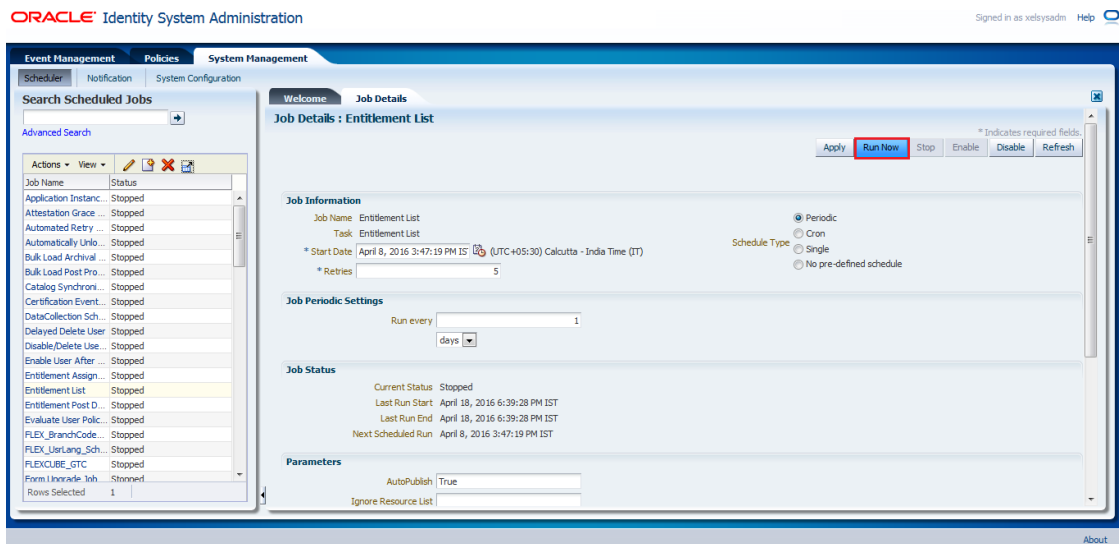 ORACLE Identity System Administration
Signed in as xelsysadm Help
Event Management Policies System Management
Scheduler Notification System Configuration
Search Scheduled Jobs
Advanced Search
Actions View
Job Name Status
Application Instanc... Stopped
Attestation Grace ... Stopped
Automated Retry ... Stopped
Automatically Unlo... Stopped
Bulk Load Archival ... Stopped
Bulk Load Post Pro... Stopped
Catalog Synchroni... Stopped
Certification Event... Stopped
DataCollection Sch... Stopped
Delayed Delete User Stopped
Disable/Delete Use... Stopped
Enable User After ... Stopped
Entitlement Assign... Stopped
Entitlement List Stopped
Entitlement Post D... Stopped
Evaluate User Polic... Stopped
FLEX_BranchCode... Stopped
FLEX_UsrLang_Sch... Stopped
FLEXCUBE_GTC Stopped
Form Upgrade Job Stopped
Rows Selected 1
Welcome Job Details
Job Details : Entitlement List
* Indicates required fields.
Apply Run Now Stop Enable Disable Refresh
Job Information
Job Name Entitlement List
Task Entitlement List
* Start Date April 8, 2016 3:47:19 PM IS (UTC+05:30) Calcutta - India Time (IT)
* Retries 5
Schedule Type
Periodic
Cron
Single
No pre-defined schedule
Job Periodic Settings
Run every 1
days
Job Status
Current Status Stopped
Last Run Start April 18, 2016 6:39:28 PM IST
Last Run End April 18, 2016 6:39:28 PM IST
Next Scheduled Run April 8, 2016 3:47:19 PM IST
Parameters
AutoPublish True
Ignore Resource List
About